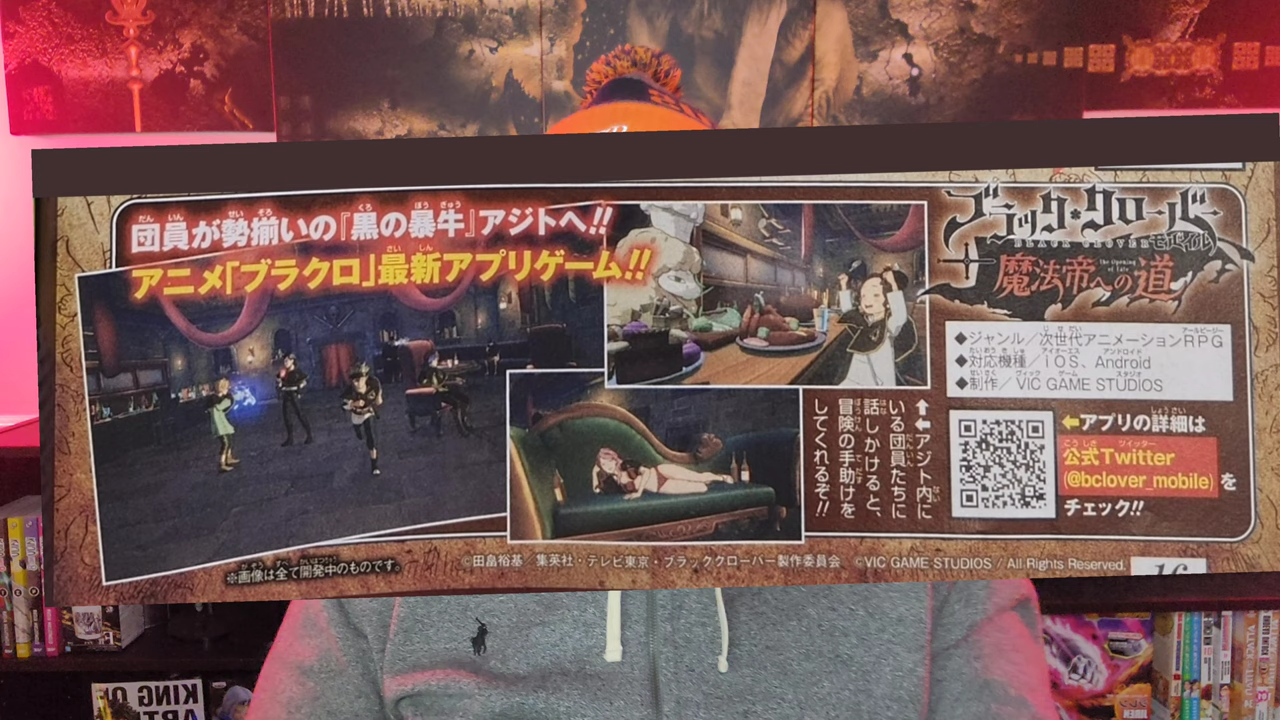 団員が勢揃いの『黒の暴牛』アジトへ!!
アニメ「ブラクロ」最新アプリゲーム!!
ブラック・クローバー
BLACK CLOVER モバイル
the Opening of Fate
魔法帝への道
◆ジャンル／次世代アニメーションRPG
◆対応機種／iOS、Android
◆制作／VIC GAME STUDIOS
⬆⬅アジト内に
いる団員たちに
話しかけると、
冒険の手助けを
してくれるぞ!!
⬅アプリの詳細は
公式Twitter
(@bclover_mobile)を
チェック!!
※画像は全て開発中のものです。
©田畠裕基　集英社・テレビ東京・ブラッククローバー製作委員会　©VIC GAME STUDIOS / All Rights Reserved.
16
KING OF